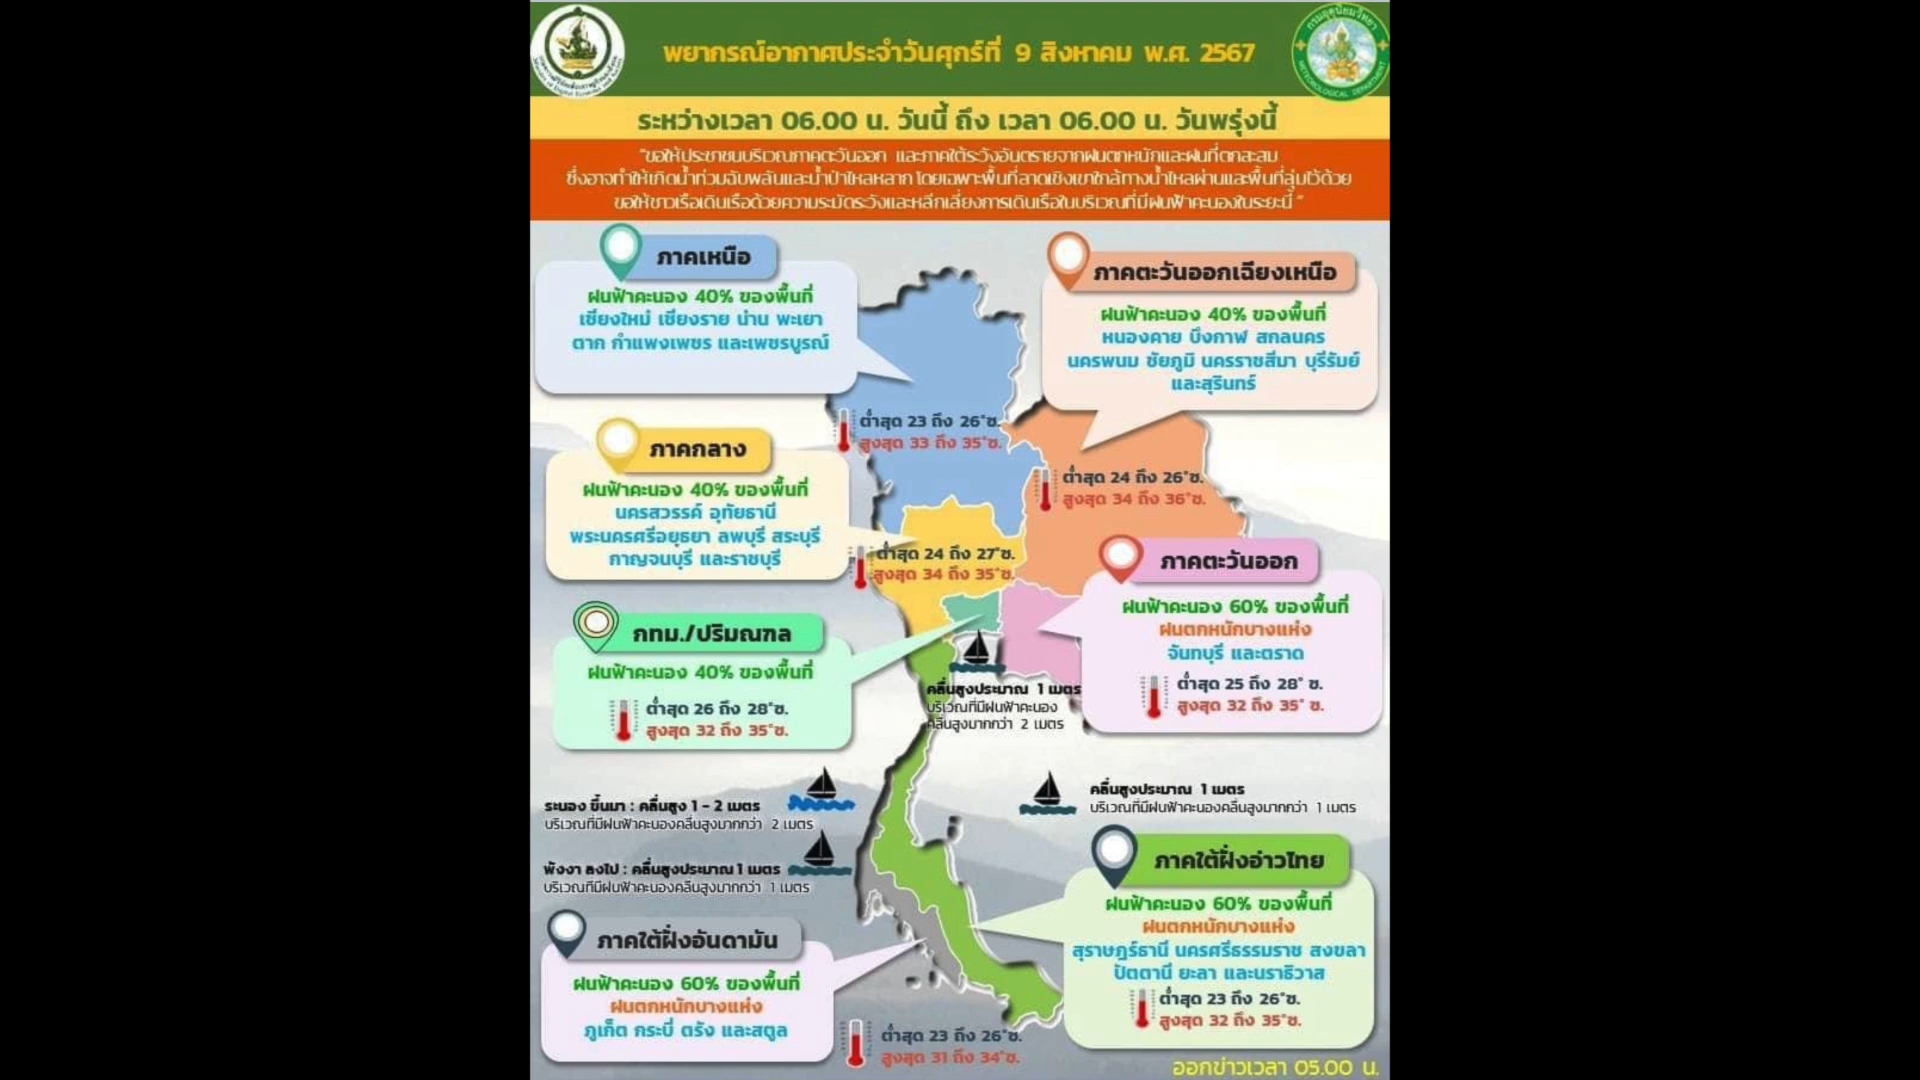 พยากรณ์อากาศประจำวันศุกร์ที่ 9 สิงหาคม พ.ศ. 2567
ระหว่างเวลา 06.00 น. วันนี้ ถึง เวลา 06.00 น. วันพรุ่งนี้
"ขอให้ประชาชนบริเวณภาคตะวันออก และภาคใต้ระวังอันตรายจากฝนตกหนักและฝนที่ตกสะสม
ซึ่งอาจทำให้เกิดน้ำท่วมฉับพลันและน้ำป่าไหลหลาก โดยเฉพาะพื้นที่ลาดเชิงเขาใกล้ทางน้ำไหลผ่านและพื้นที่ลุ่มไว้ด้วย
ขอให้ชาวเรือเดินเรือด้วยความระมัดระวังและหลีกเลี่ยงการเดินเรือในบริเวณที่มีฝนฟ้าคะนองในระยะนี้ "
ภาคเหนือ
ฝนฟ้าคะนอง 40% ของพื้นที่
เชียงใหม่ เชียงราย น่าน พะเยา
ตาก กำแพงเพชร และเพชรบูรณ์
ต่ำสุด 23 ถึง 26°ซ.
สูงสุด 33 ถึง 35°ซ.
ภาคตะวันออกเฉียงเหนือ
ฝนฟ้าคะนอง 40% ของพื้นที่
หนองคาย บึงกาฬ สกลนคร
นครพนม ชัยภูมิ นครราชสีมา บุรีรัมย์
และสุรินทร์
ต่ำสุด 24 ถึง 26°ซ.
สูงสุด 34 ถึง 36°ซ.
ภาคกลาง
ฝนฟ้าคะนอง 40% ของพื้นที่
นครสวรรค์ อุทัยธานี
พระนครศรีอยุธยา ลพบุรี สระบุรี
กาญจนบุรี และราชบุรี
ต่ำสุด 24 ถึง 27°ซ.
สูงสุด 34 ถึง 35°ซ.
ภาคตะวันออก
ฝนฟ้าคะนอง 60% ของพื้นที่
ฝนตกหนักบางแห่ง
จันทบุรี และตราด
ต่ำสุด 25 ถึง 28° ซ.
สูงสุด 32 ถึง 35° ซ.
กทม./ปริมณฑล
ฝนฟ้าคะนอง 40% ของพื้นที่
ต่ำสุด 26 ถึง 28°ซ.
สูงสุด 32 ถึง 35°ซ.
คลื่นสูงประมาณ 1 เมตร
บริเวณที่มีฝนฟ้าคะนอง
คลื่นสูงมากกว่า 2 เมตร
ระนอง ขึ้นมา : คลื่นสูง 1 - 2 เมตร
บริเวณที่มีฝนฟ้าคะนองคลื่นสูงมากกว่า 2 เมตร
พังงา ลงไป : คลื่นสูงประมาณ 1 เมตร
บริเวณที่มีฝนฟ้าคะนองคลื่นสูงมากกว่า 1 เมตร
คลื่นสูงประมาณ 1 เมตร
บริเวณที่มีฝนฟ้าคะนองคลื่นสูงมากกว่า 1 เมตร
ภาคใต้ฝั่งอ่าวไทย
ฝนฟ้าคะนอง 60% ของพื้นที่
ฝนตกหนักบางแห่ง
สุราษฎร์ธานี นครศรีธรรมราช สงขลา
ปัตตานี ยะลา และนราธิวาส
ต่ำสุด 23 ถึง 26°ซ.
สูงสุด 32 ถึง 35°ซ.
ภาคใต้ฝั่งอันดามัน
ฝนฟ้าคะนอง 60% ของพื้นที่
ฝนตกหนักบางแห่ง
ภูเก็ต กระบี่ ตรัง และสตูล
ต่ำสุด 23 ถึง 26°ซ.
สูงสุด 31 ถึง 34°ซ.
ออกข่าวเวลา 05.00 น.